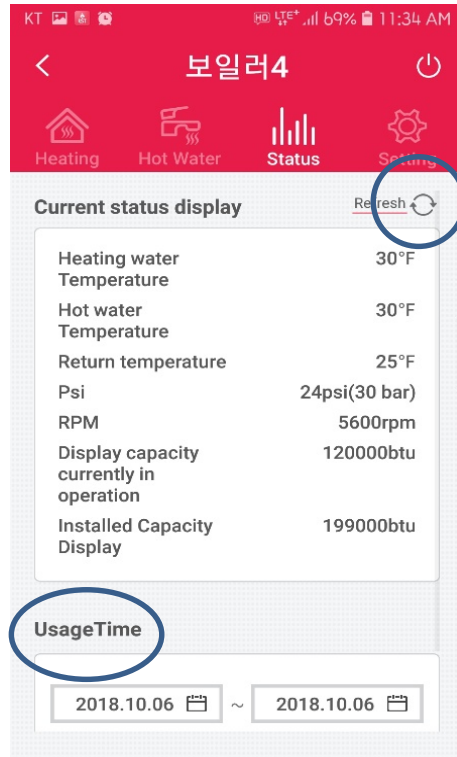 KT HD LTE+ 69% 11:34 AM
보일러4
Heating Hot Water Status Setting
Current status display Refresh
Heating water 30°F
Temperature
Hot water 30°F
Temperature
Return temperature 25°F
Psi 24psi(30 bar)
RPM 5600rpm
Display capacity 120000btu
currently in
operation
Installed Capacity 199000btu
Display
UsageTime
2018.10.06 ~ 2018.10.06